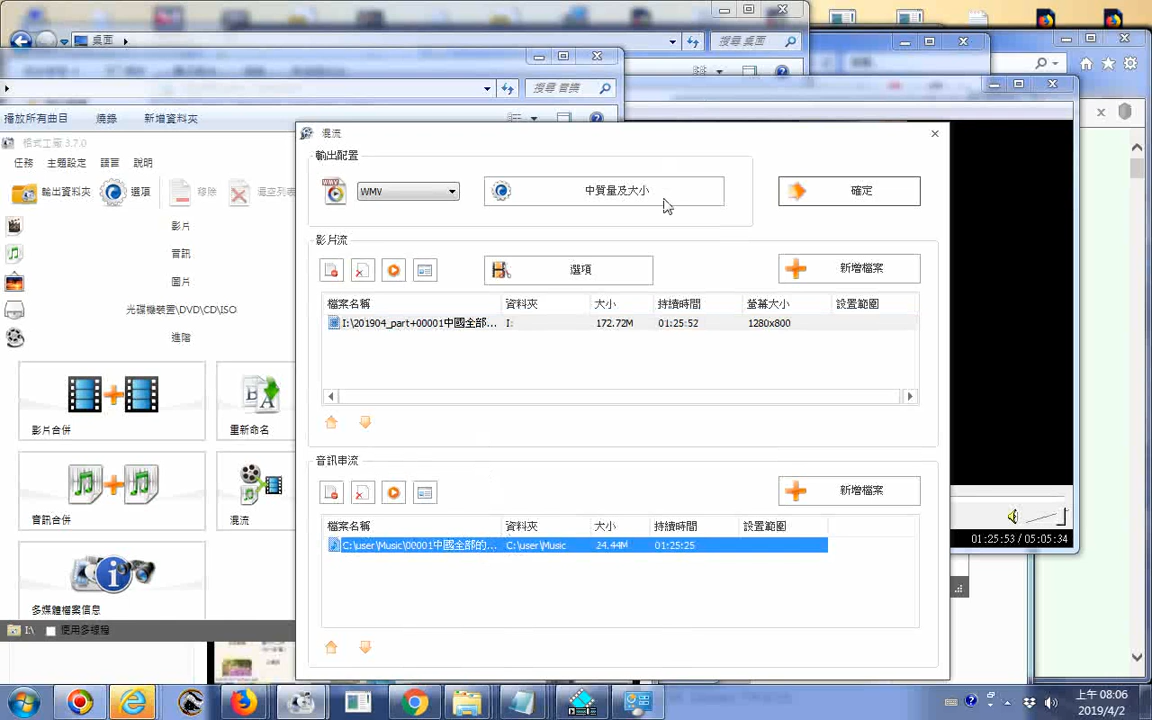 桌面
搜尋桌面
搜尋音樂
播放所有曲目 燒錄 新增資料夾
格式工廠 3.7.0
任務 主題設定 語言 說明
輸出資料夾 選項 移除 清空列表
影片
音訊
圖片
光碟機裝置\DVD\CD\ISO
進階
影片合併
重新命名
音訊合併
混流
多媒體檔案信息
I:\ 使用多線程
混流
輸出配置
WMV
WMV
中質量及大小
確定
影片流
選項
新增檔案
檔案名稱 資料夾 大小 持續時間 螢幕大小 設置範圍
I:\201904_part+00001中國全部... I: 172.72M 01:25:52 1280x800
音訊串流
新增檔案
檔案名稱 資料夾 大小 持續時間 設置範圍
C:\user\Music\00001中國全部的... C:\user\Music 24.44M 01:25:25
01:25:53 / 05:05:34
上午 08:06
2019/4/2